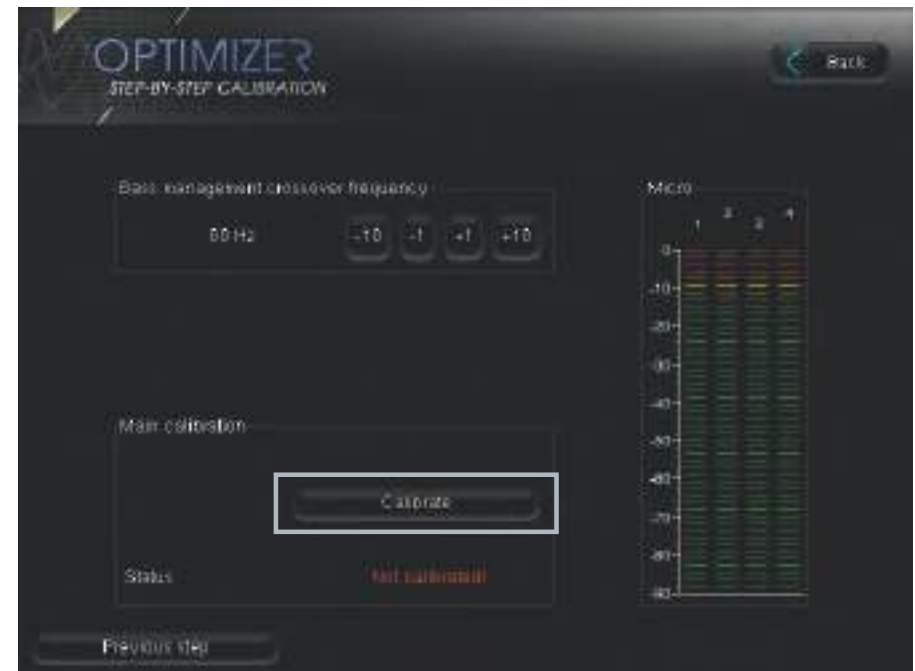 OPTIMIZER
STEP-BY-STEP CALIBRATION
Back
Bass management crossover frequency
80 Hz
-10 -1 +1 +10
Micro
1 2 3 4
0
-10
-20
-30
-40
-50
-60
-70
-80
-90
Main calibration
Calibrate
Status
Not calibrated!
Previous step